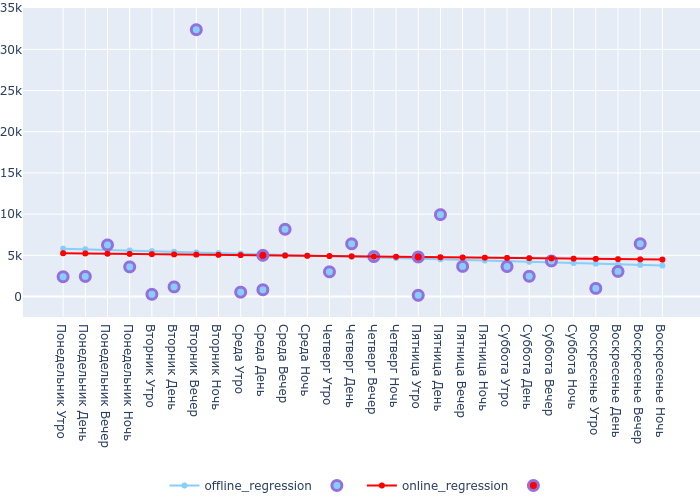 35k
30k
25k
20k
15k
10k
5k
0
Понедельник Утро
Понедельник День
Понедельник Вечер
Понедельник Ночь
Вторник Утро
Вторник День
Вторник Вечер
Вторник Ночь
Среда Утро
Среда День
Среда Вечер
Среда Ночь
Четверг Утро
Четверг День
Четверг Вечер
Четверг Ночь
Пятница Утро
Пятница День
Пятница Вечер
Пятница Ночь
Суббота Утро
Суббота День
Суббота Вечер
Суббота Ночь
Воскресенье Утро
Воскресенье День
Воскресенье Вечер
Воскресенье Ночь
offline_regression online_regression